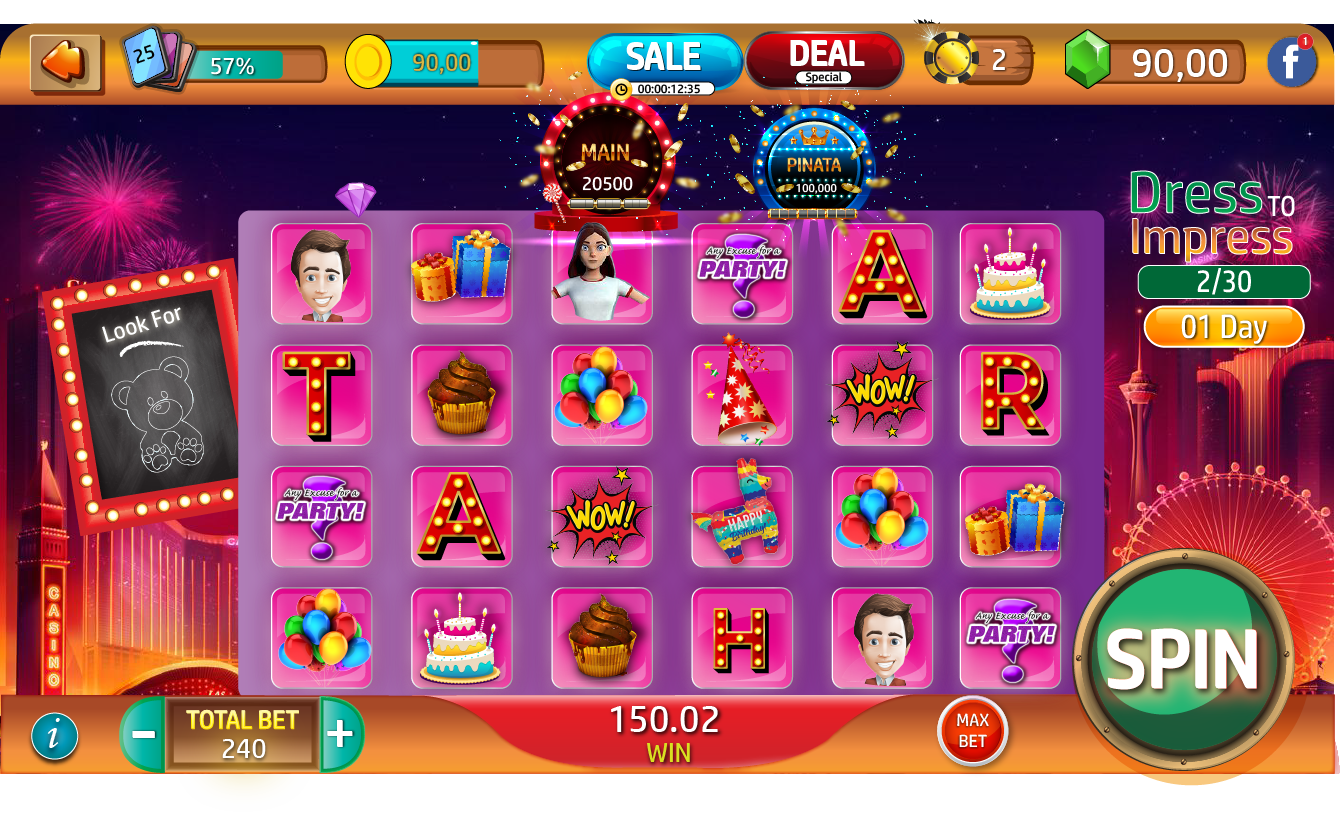 25
57%
90,00
SALE
00:00:12:35
DEAL
Special
2
90,00
1
f
MAIN
20500
PINATA
100,000
Dress TO
Impress
2/30
01 Day
Look For
Any Excuse for a
PARTY!
A
T
WOW!
R
Any Excuse for a
PARTY!
A
WOW!
HAPPY
birthday!
H
Any Excuse for a
PARTY!
CASINO
SPIN
i
-
TOTAL BET
240
+
150.02
WIN
MAX
BET